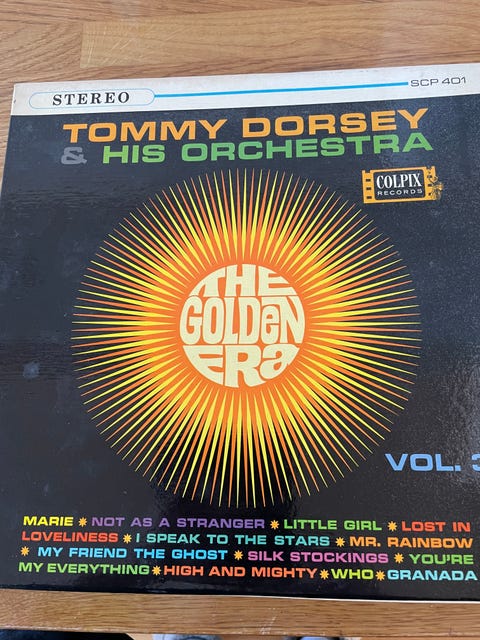 STEREO
SCP 401
TOMMY DORSEY
& HIS ORCHESTRA
COLPIX
RECORDS
THE
GOLDEN
ERA
VOL. 3
MARIE * NOT AS A STRANGER * LITTLE GIRL * LOST IN
LOVELINESS * I SPEAK TO THE STARS * MR. RAINBOW
* MY FRIEND THE GHOST * SILK STOCKINGS * YOU'RE
MY EVERYTHING * HIGH AND MIGHTY * WHO * GRANADA